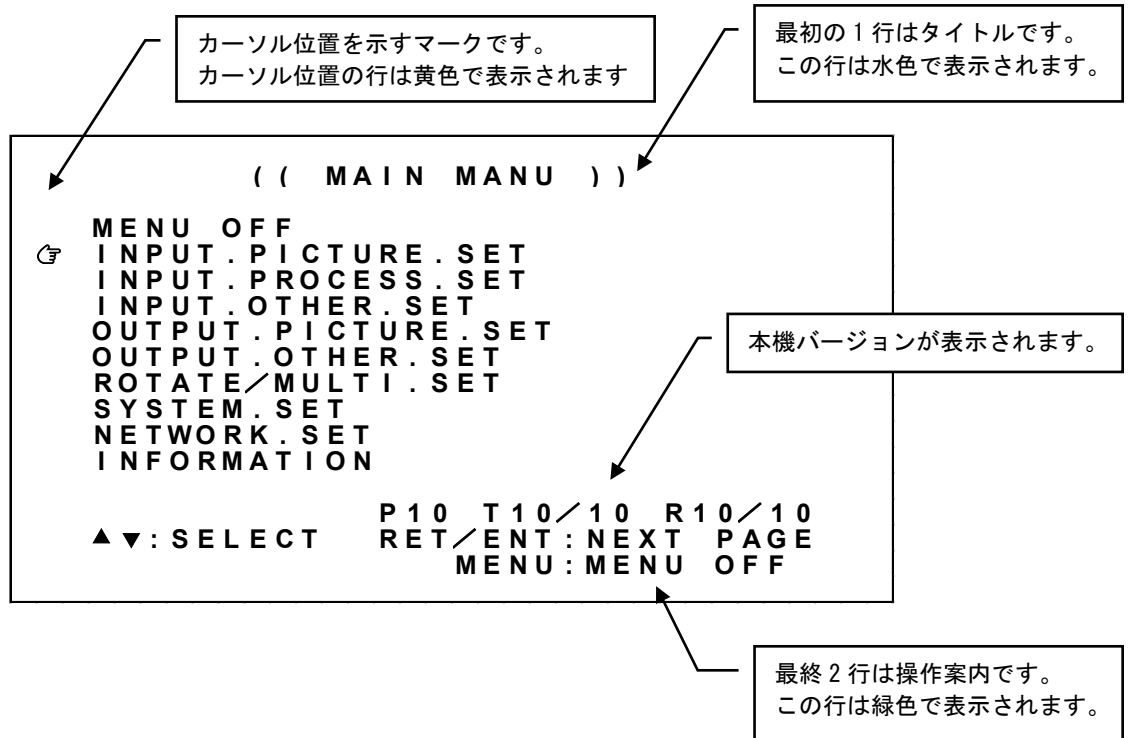 カーソル位置を示すマークです。
カーソル位置の行は黄色で表示されます
最初の1行はタイトルです。
この行は水色で表示されます。
(( MAIN MANU ))
MENU OFF
☞ INPUT.PICTURE.SET
INPUT.PROCESS.SET
INPUT.OTHER.SET
OUTPUT.PICTURE.SET
OUTPUT.OTHER.SET
ROTATE/MULTI.SET
SYSTEM.SET
NETWORK.SET
INFORMATION
本機バージョンが表示されます。
P10 T10/10 R10/10
▲▼:SELECT RET/ENT:NEXT PAGE
MENU:MENU OFF
最終2行は操作案内です。
この行は緑色で表示されます。